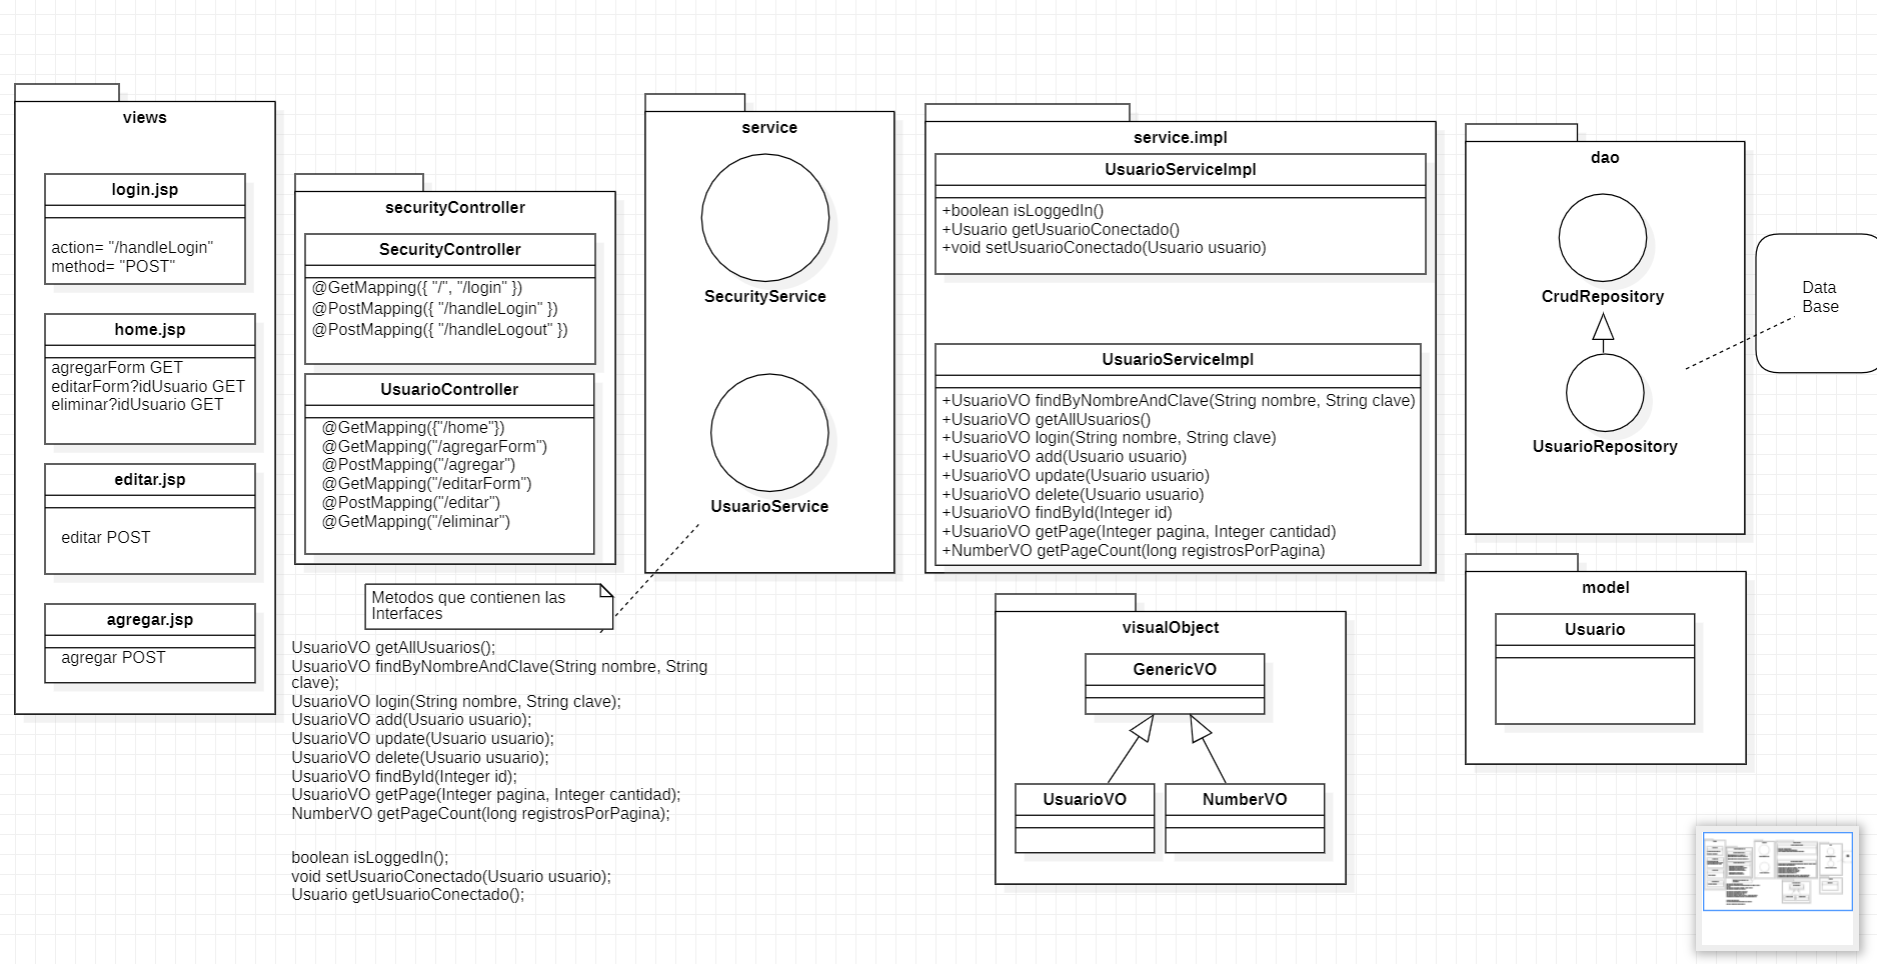 views
login.jsp
action= "/handleLogin"
method= "POST"
home.jsp
agregarForm GET
editarForm?idUsuario GET
eliminar?idUsuario GET
editar.jsp
editar POST
agregar.jsp
agregar POST
securityController
SecurityController
@GetMapping({ "/", "/login" })
@PostMapping({ "/handleLogin" })
@PostMapping({ "/handleLogout" })
UsuarioController
@GetMapping({"/home"})
@GetMapping("/agregarForm")
@PostMapping("/agregar")
@GetMapping("/editarForm")
@PostMapping("/editar")
@GetMapping("/eliminar")
Metodos que contienen las
Interfaces
UsuarioVO getAllUsuarios();
UsuarioVO findByNombreAndClave(String nombre, String
clave);
UsuarioVO login(String nombre, String clave);
UsuarioVO add(Usuario usuario);
UsuarioVO update(Usuario usuario);
UsuarioVO delete(Usuario usuario);
UsuarioVO findById(Integer id);
UsuarioVO getPage(Integer pagina, Integer cantidad);
NumberVO getPageCount(long registrosPorPagina);
boolean isLoggedIn();
void setUsuarioConectado(Usuario usuario);
Usuario getUsuarioConectado();
service
SecurityService
UsuarioService
service.impl
UsuarioServiceImpl
+boolean isLoggedIn()
+Usuario getUsuarioConectado()
+void setUsuarioConectado(Usuario usuario)
UsuarioServiceImpl
+UsuarioVO findByNombreAndClave(String nombre, String clave)
+UsuarioVO getAllUsuarios()
+UsuarioVO login(String nombre, String clave)
+UsuarioVO add(Usuario usuario)
+UsuarioVO update(Usuario usuario)
+UsuarioVO delete(Usuario usuario)
+UsuarioVO findById(Integer id)
+UsuarioVO getPage(Integer pagina, Integer cantidad)
+NumberVO getPageCount(long registrosPorPagina)
visualObject
GenericVO
UsuarioVO
NumberVO
dao
CrudRepository
UsuarioRepository
Data
Base
model
Usuario